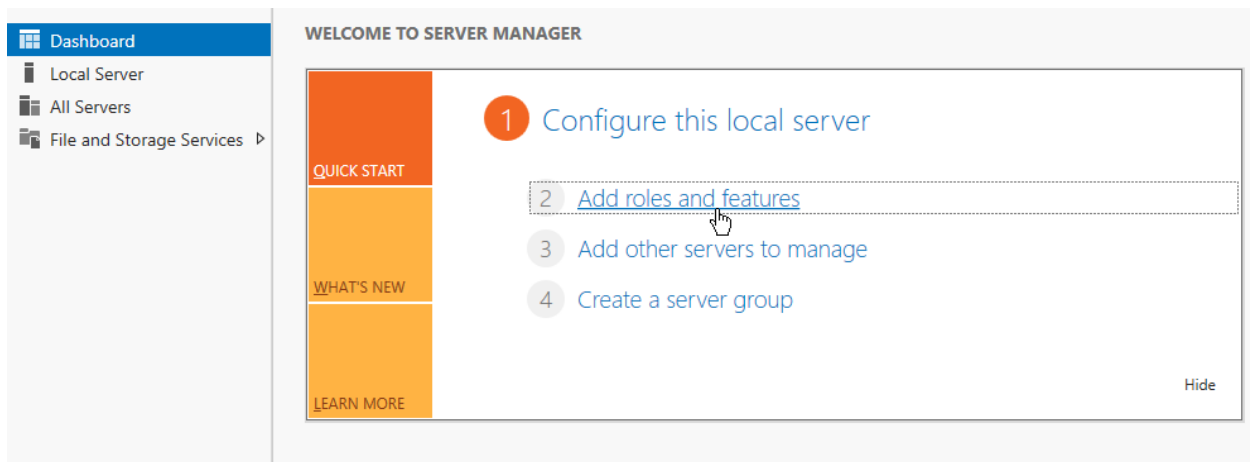 Dashboard
Local Server
All Servers
File and Storage Services
WELCOME TO SERVER MANAGER
QUICK START
WHAT'S NEW
LEARN MORE
1 Configure this local server
2 Add roles and features
3 Add other servers to manage
4 Create a server group
Hide